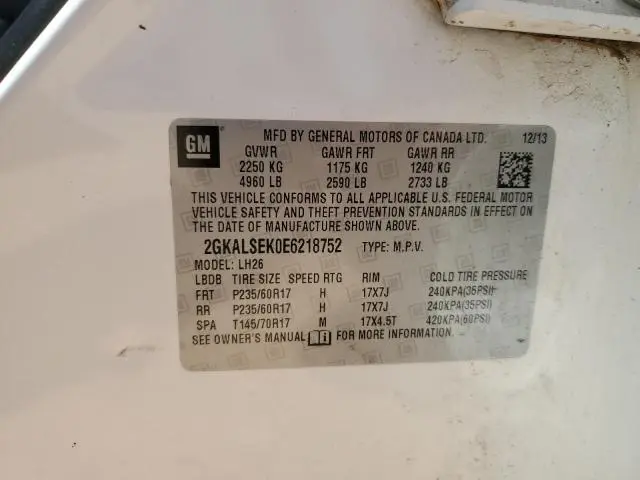 GM MFD BY GENERAL MOTORS OF CANADA LTD. 12/13
GVWR GAWR FRT GAWR RR
2250 KG 1175 KG 1240 KG
4960 LB 2590 LB 2733 LB
THIS VEHICLE CONFORMS TO ALL APPLICABLE U.S. FEDERAL MOTOR
VEHICLE SAFETY AND THEFT PREVENTION STANDARDS IN EFFECT ON
THE DATE OF MANUFACTURE SHOWN ABOVE.
2GKALSEK0E6218752 TYPE: M.P.V.
MODEL: LH26
LBDB TIRE SIZE SPEED RTG RIM COLD TIRE PRESSURE
FRT P235/60R17 H 17X7J 240KPA(35PSI)
RR P235/60R17 H 17X7J 240KPA(35PSI)
SPA T145/70R17 M 17X4.5T 420KPA(60PSI)
SEE OWNER'S MANUAL i FOR MORE INFORMATION.